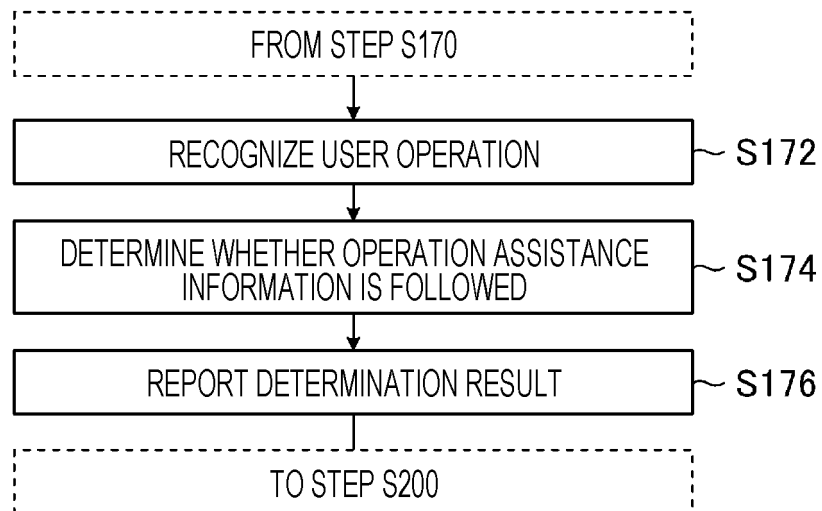 FROM STEP S170
RECOGNIZE USER OPERATION
S172
DETERMINE WHETHER OPERATION ASSISTANCE
INFORMATION IS FOLLOWED
S174
REPORT DETERMINATION RESULT
S176
TO STEP S200